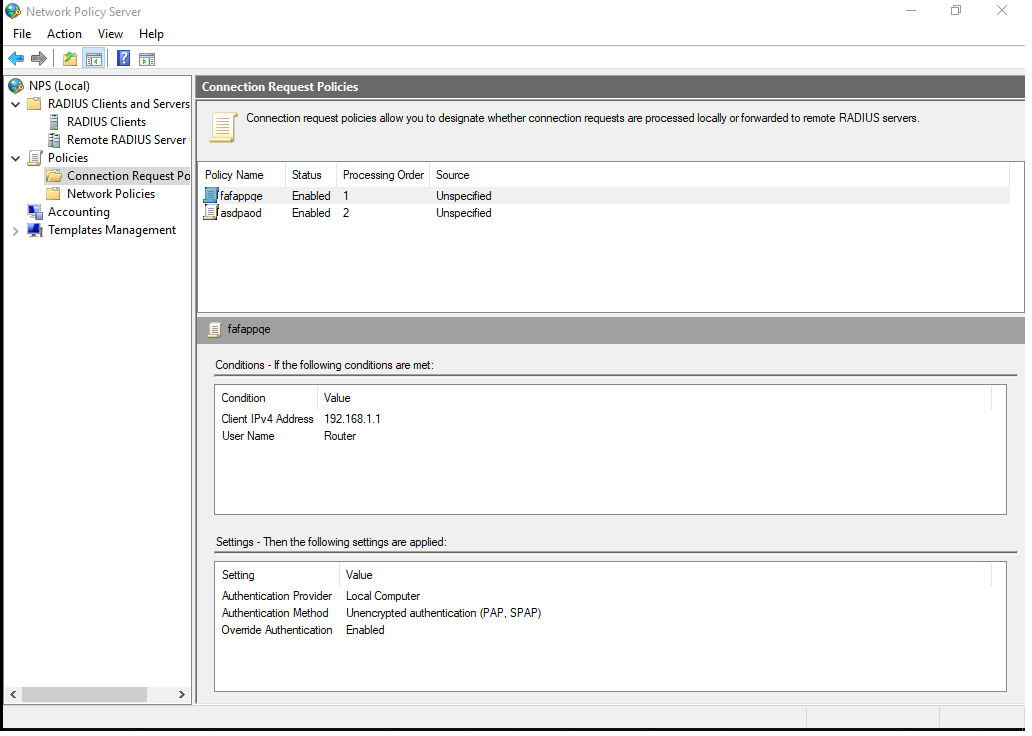 Network Policy Server
File Action View Help
NPS (Local)
RADIUS Clients and Servers
RADIUS Clients
Remote RADIUS Server
Policies
Connection Request Po
Network Policies
Accounting
Templates Management
Connection Request Policies
Connection request policies allow you to designate whether connection requests are processed locally or forwarded to remote RADIUS servers.
Policy Name Status Processing Order Source
fafappqe Enabled 1 Unspecified
asdpaod Enabled 2 Unspecified
fafappqe
Conditions - If the following conditions are met:
Condition Value
Client IPv4 Address 192.168.1.1
User Name Router
Settings - Then the following settings are applied:
Setting Value
Authentication Provider Local Computer
Authentication Method Unencrypted authentication (PAP, SPAP)
Override Authentication Enabled